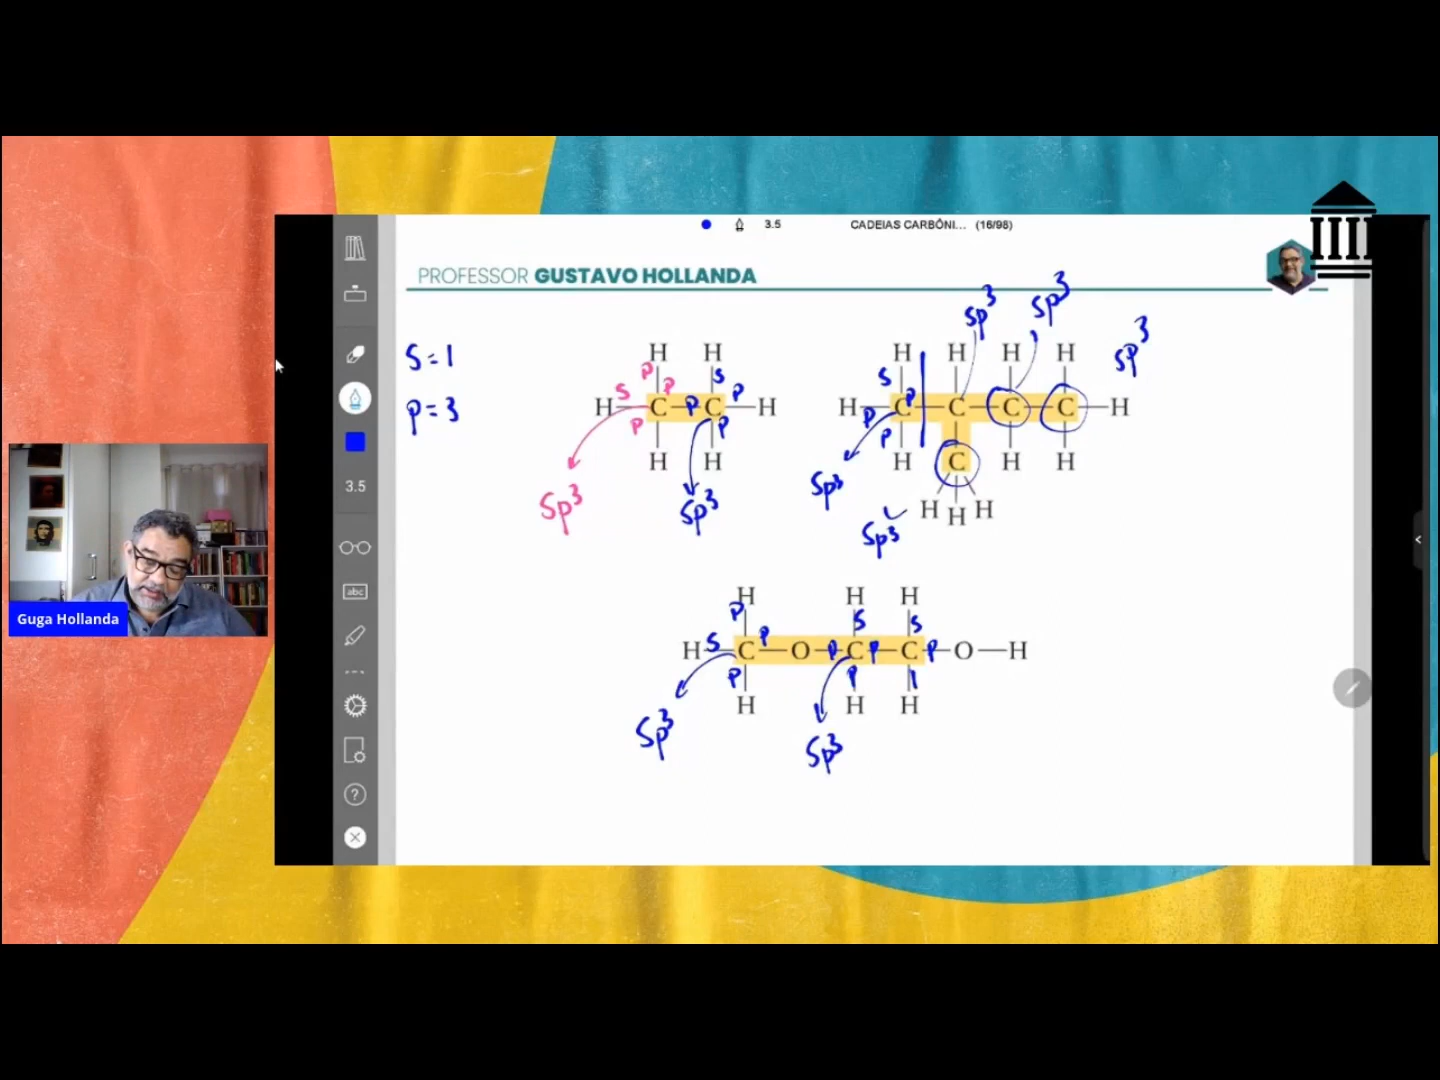 3.5 CADEIAS CARBÔNI... (16/98)
PROFESSOR GUSTAVO HOLLANDA
S = 1
P = 3
3.5
abc
?
Guga Hollanda
H H
S P P S P
H C P C H
P P
H H
Sp3 Sp3
Sp3 Sp3 Sp3
H H H H
S P
H P C C C C H
P
H C H H
H H H
Sp3
Sp3
H H H
P S S
H S C P O P C P C P O H
P P
H H H
Sp3 Sp3